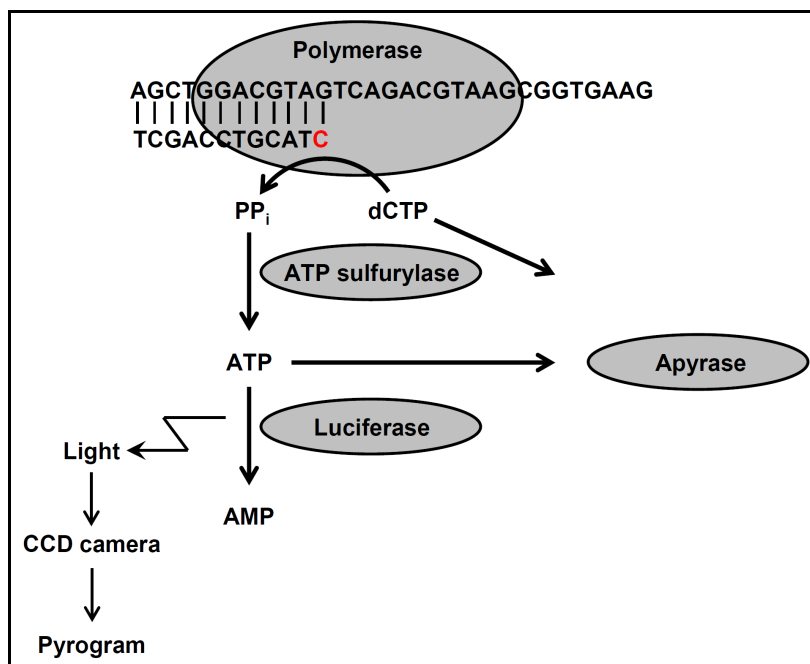 Polymerase
AGCTGGACGTAGTCAGACGTAAGCGGTGAAG
TCGACCTGCATC
PPi dCTP
ATP sulfurylase
ATP Apyrase
Luciferase
Light
AMP
CCD camera
Pyrogram